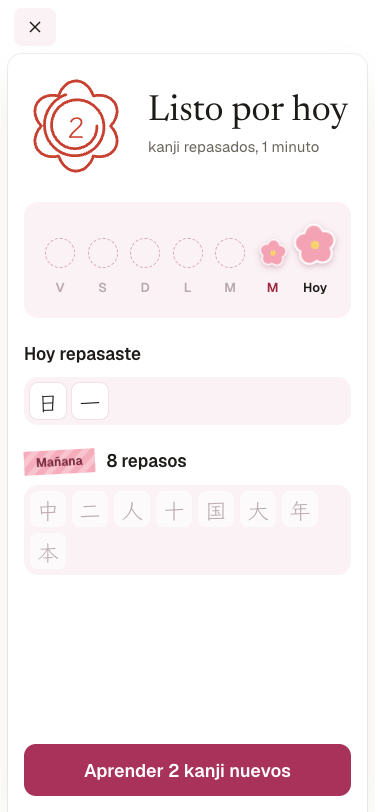 2
Listo por hoy
kanji repasados, 1 minuto
V S D L M M Hoy
Hoy repasaste
日 一
Mañana 8 repasos
中 二 人 十 国 大 年
本
Aprender 2 kanji nuevos